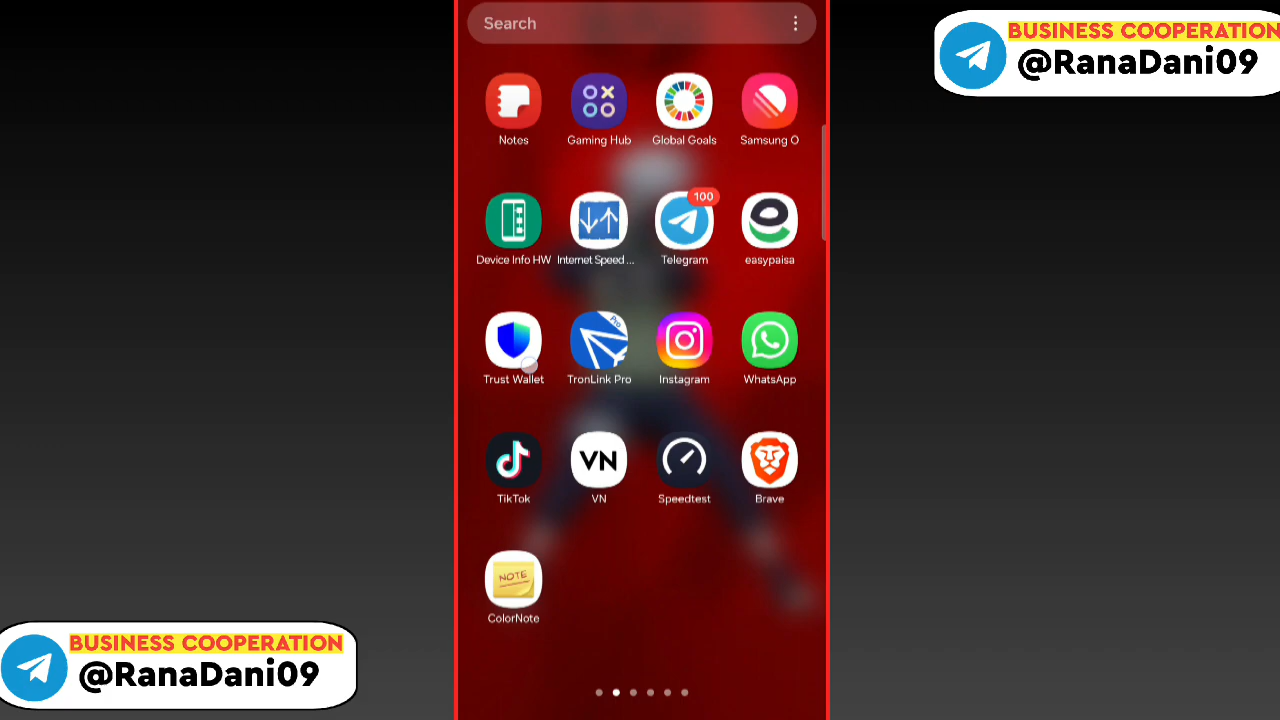 BUSINESS COOPERATION
@RanaDani09
Search
Notes
Gaming Hub
Global Goals
Samsung O
Device Info HW
Internet Speed ...
100
Telegram
easypaisa
Trust Wallet
Pro
TronLink Pro
Instagram
WhatsApp
TikTok
VN
VN
Speedtest
Brave
NOTE
ColorNote
BUSINESS COOPERATION
@RanaDani09